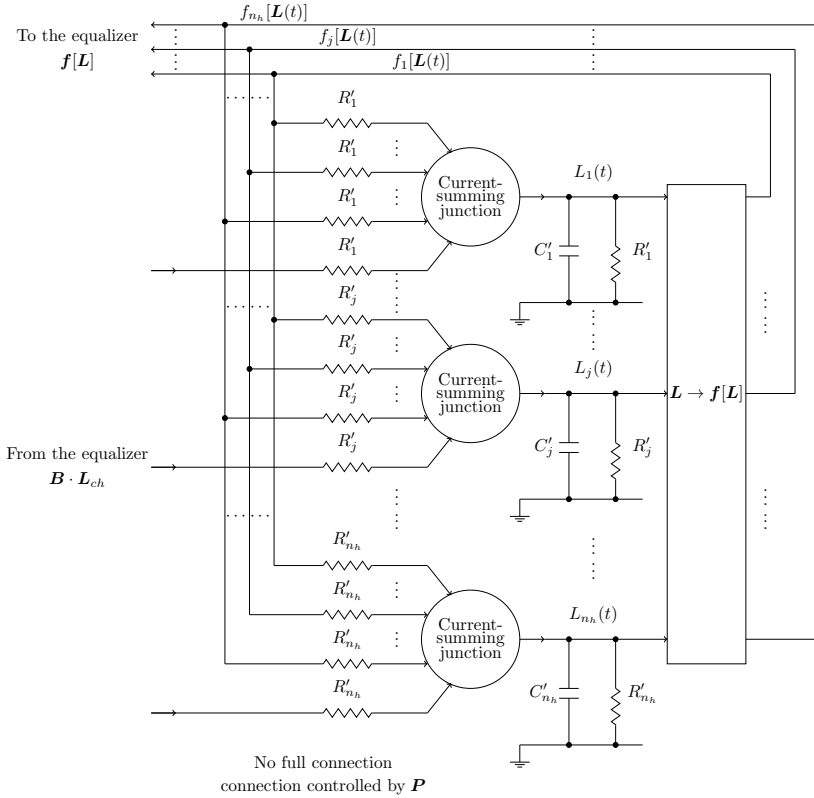 f_{n_h}[L(t)]
To the equalizer
f[L]
f_j[L(t)]
f_1[L(t)]
R'_1
R'_1
R'_1
R'_1
Current-
summing
junction
L_1(t)
C'_1
R'_1
R'_j
R'_j
R'_j
R'_j
Current-
summing
junction
L_j(t)
C'_j
R'_j
L → f[L]
From the equalizer
B · L_{ch}
R'_{n_h}
R'_{n_h}
R'_{n_h}
R'_{n_h}
Current-
summing
junction
L_{n_h}(t)
C'_{n_h}
R'_{n_h}
No full connection
connection controlled by P